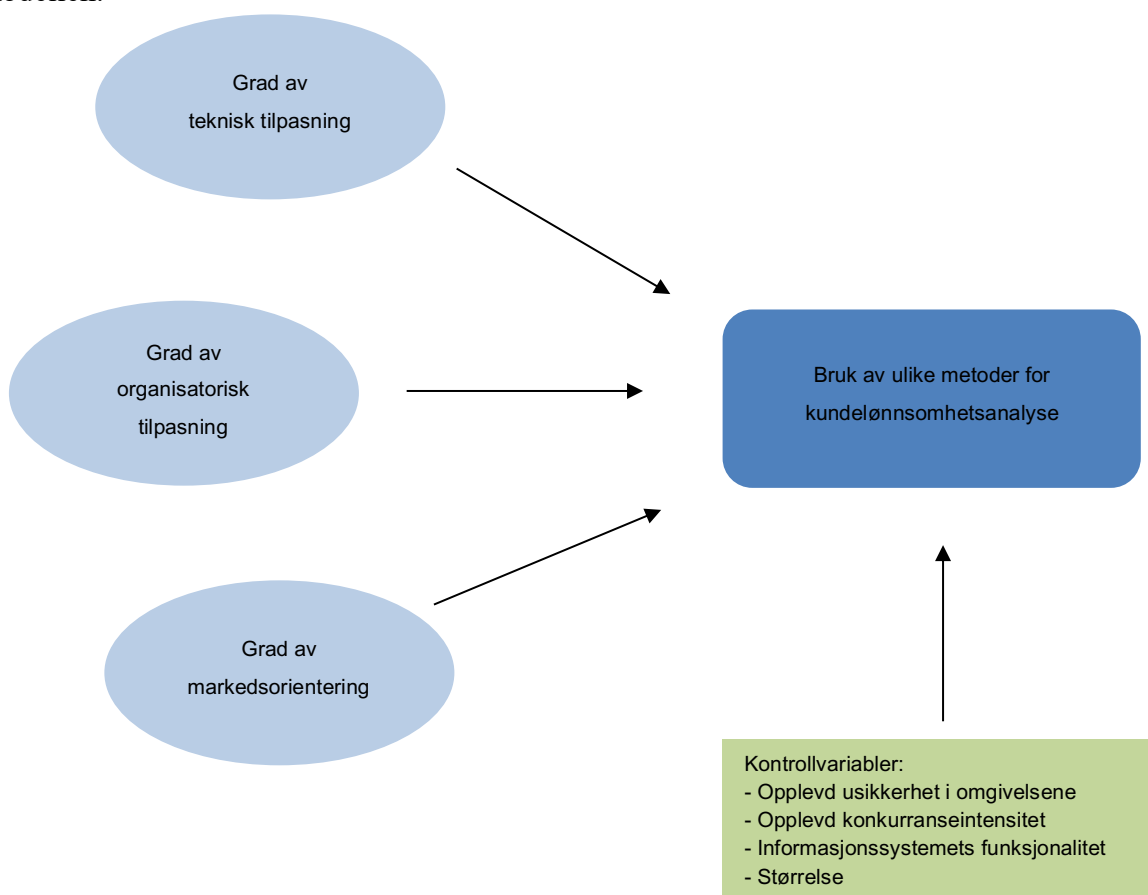 Grad av
teknisk tilpasning
Grad av
organisatorisk
tilpasning
Bruk av ulike metoder for
kundelønnsomhetsanalyse
Grad av
markedsorientering
Kontrollvariabler:
- Opplevd usikkerhet i omgivelsene
- Opplevd konkurranseintensitet
- Informasjonssystemets funksjonalitet
- Størrelse